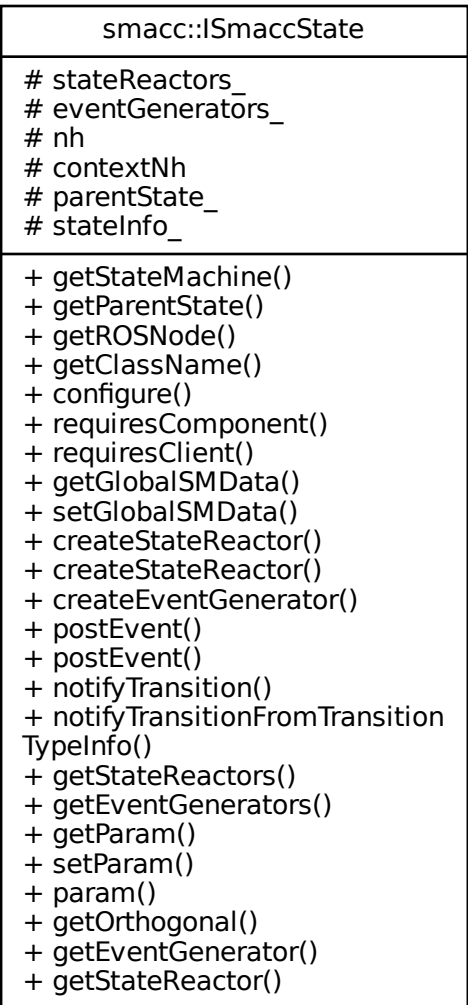 smacc::ISmaccState
# stateReactors_
# eventGenerators_
# nh
# contextNh
# parentState_
# stateInfo_
+ getStateMachine()
+ getParentState()
+ getROSNode()
+ getClassName()
+ configure()
+ requiresComponent()
+ requiresClient()
+ getGlobalSMData()
+ setGlobalSMData()
+ createStateReactor()
+ createStateReactor()
+ createEventGenerator()
+ postEvent()
+ postEvent()
+ notifyTransition()
+ notifyTransitionFromTransition
TypeInfo()
+ getStateReactors()
+ getEventGenerators()
+ getParam()
+ setParam()
+ param()
+ getOrthogonal()
+ getEventGenerator()
+ getStateReactor()